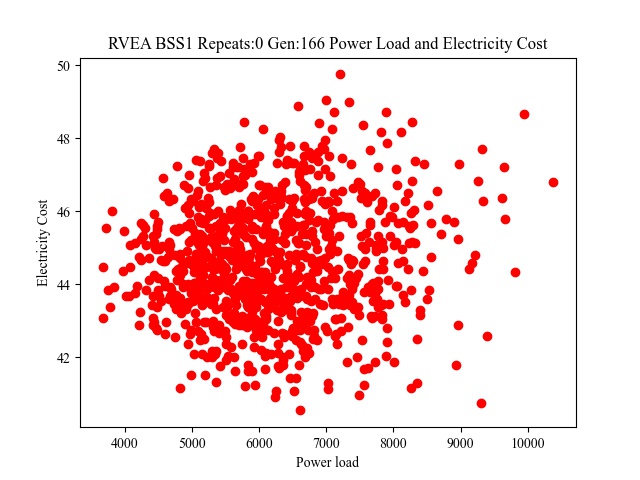 RVEA BSS1 Repeats:0 Gen:166 Power Load and Electricity Cost
50
48
46
44
42
Electricity Cost
4000 5000 6000 7000 8000 9000 10000
Power load